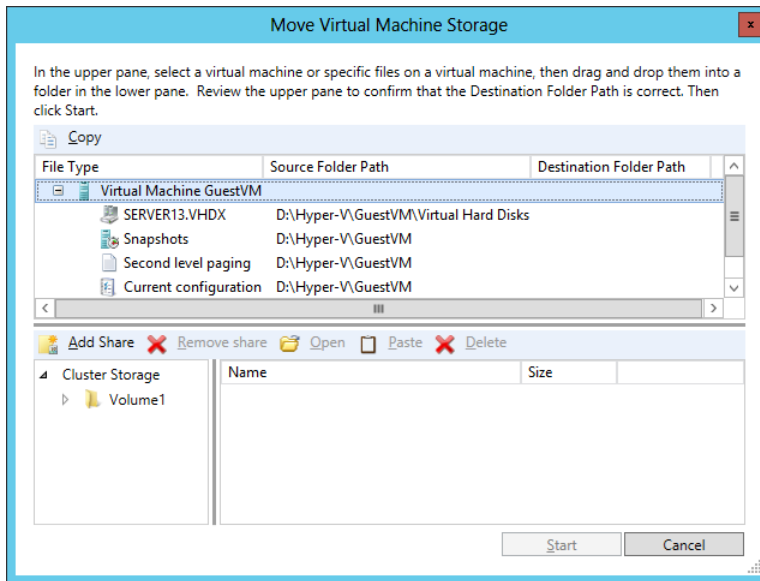 Move Virtual Machine Storage
x
In the upper pane, select a virtual machine or specific files on a virtual machine, then drag and drop them into a
folder in the lower pane.  Review the upper pane to confirm that the Destination Folder Path is correct. Then
click Start.
Copy
File Type Source Folder Path Destination Folder Path
Virtual Machine GuestVM
SERVER13.VHDX D:\Hyper-V\GuestVM\Virtual Hard Disks
Snapshots D:\Hyper-V\GuestVM
Second level paging D:\Hyper-V\GuestVM
Current configuration D:\Hyper-V\GuestVM
Add Share Remove share Open Paste Delete
Cluster Storage Name Size
Volume1
Start Cancel